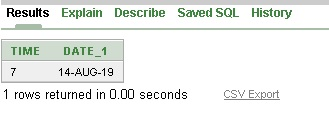 Results Explain Describe Saved SQL History
TIME DATE_1
7 14-AUG-19
1 rows returned in 0.00 seconds CSV Export